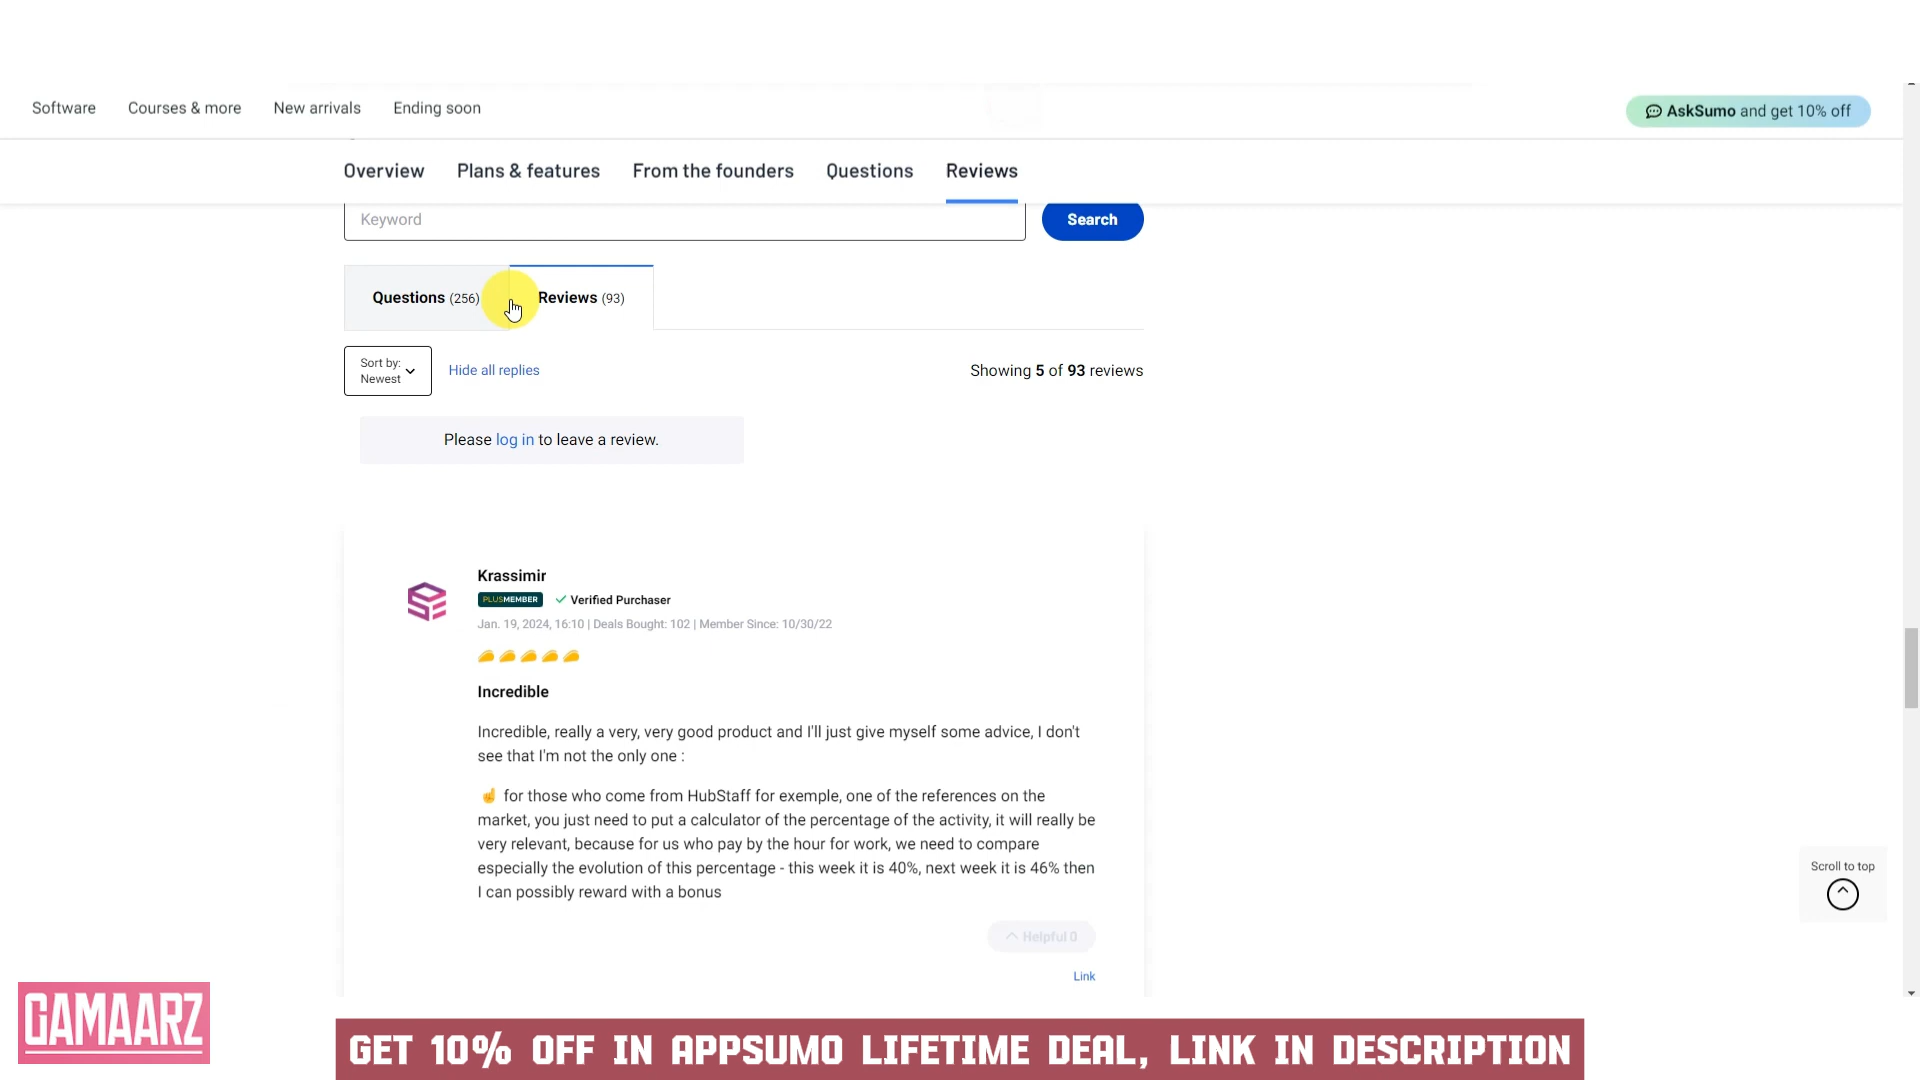 Software Courses & more New arrivals Ending soon
AskSumo and get 10% off
Overview Plans & features From the founders Questions Reviews
Keyword
Search
Questions (256) Reviews (93)
Sort by:
Newest
Hide all replies
Showing 5 of 93 reviews
Please log in to leave a review.
Krassimir
PLUSMEMBER Verified Purchaser
Jan. 19, 2024, 16:10 | Deals Bought: 102 | Member Since: 10/30/22
Incredible
Incredible, really a very, very good product and I'll just give myself some advice, I don't
see that I'm not the only one :
☝ for those who come from HubStaff for exemple, one of the references on the
market, you just need to put a calculator of the percentage of the activity, it will really be
very relevant, because for us who pay by the hour for work, we need to compare
especially the evolution of this percentage - this week it is 40%, next week it is 46% then
I can possibly reward with a bonus
Helpful 0
Link
Scroll to top
GAMAARZ
GET 10% OFF IN APPSUMO LIFETIME DEAL, LINK IN DESCRIPTION